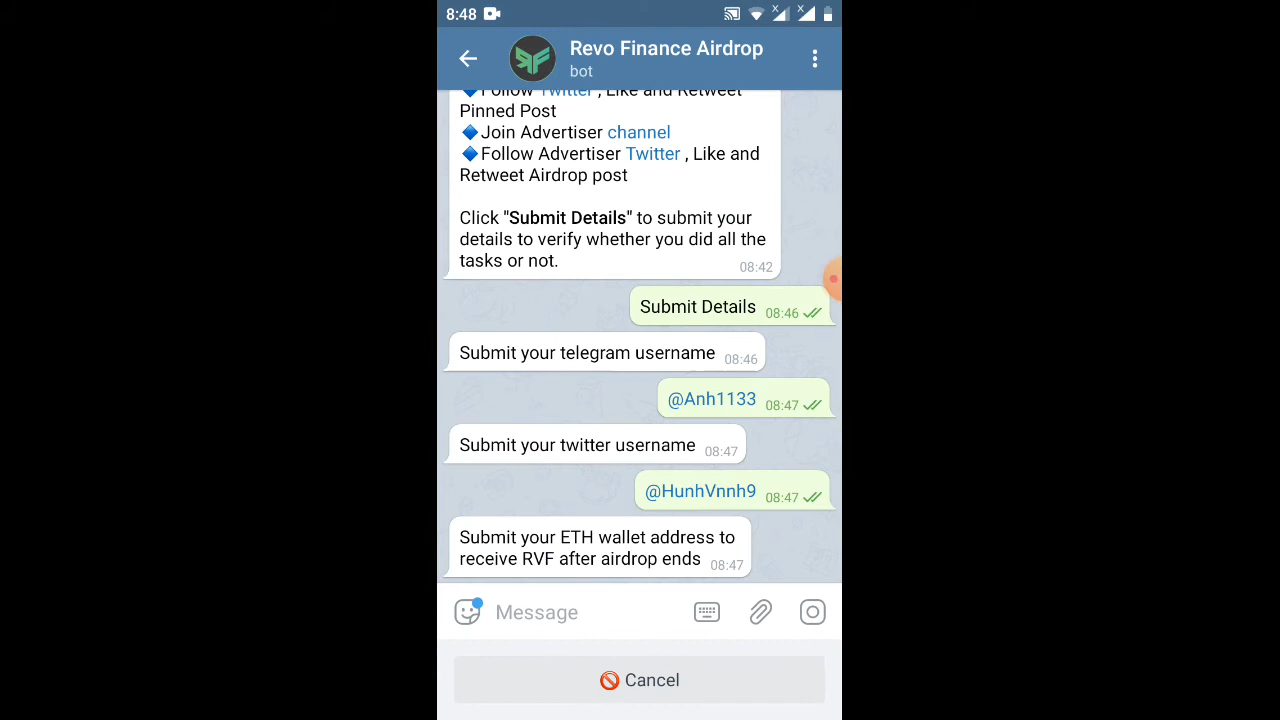 8:48
Revo Finance Airdrop
bot
Follow Twitter , Like and Retweet
Pinned Post
Join Advertiser channel
Follow Advertiser Twitter , Like and
Retweet Airdrop post
Click "Submit Details" to submit your
details to verify whether you did all the
tasks or not.
08:42
Submit Details 08:46
Submit your telegram username 08:46
@Anh1133 08:47
Submit your twitter username 08:47
@HunhVnnh9 08:47
Submit your ETH wallet address to
receive RVF after airdrop ends 08:47
Message
Cancel